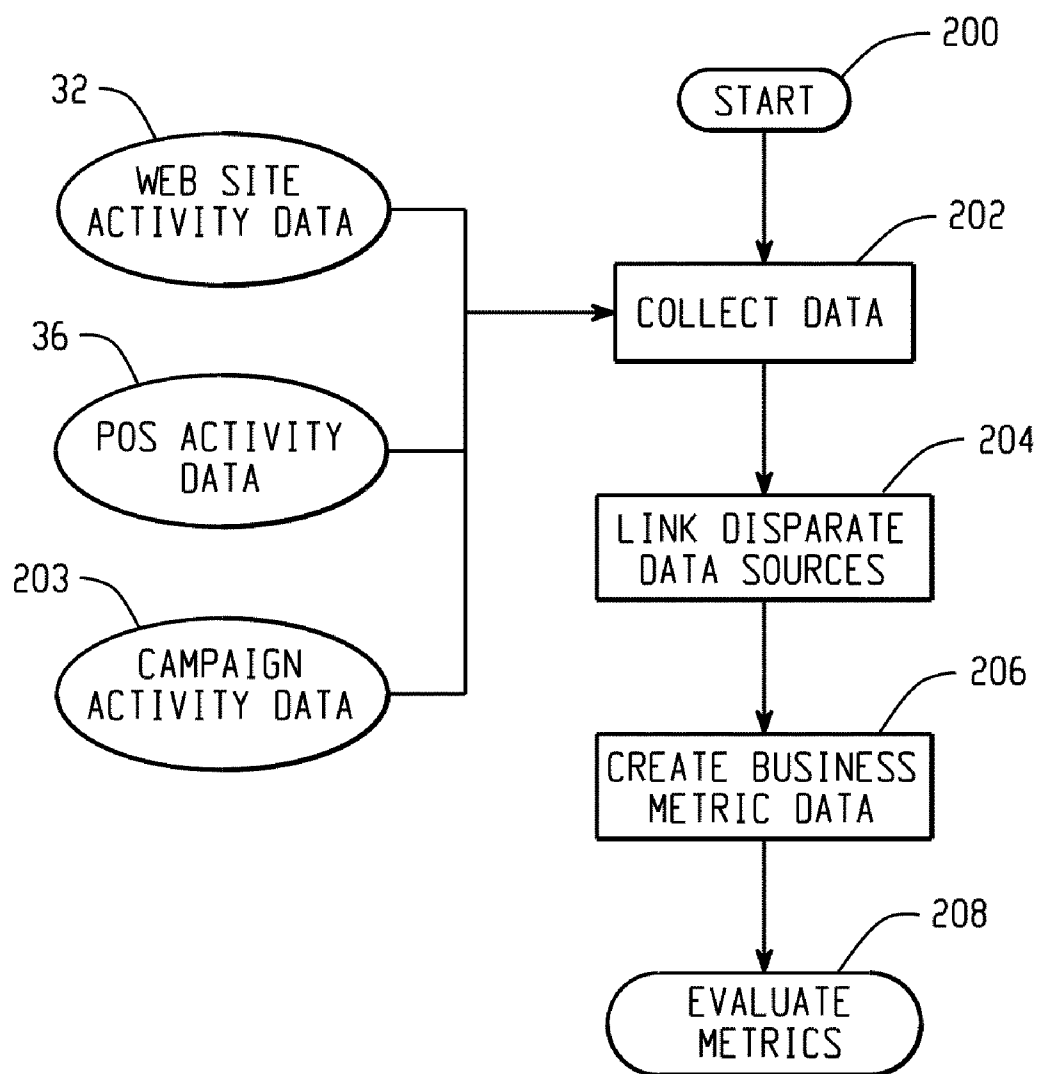 200
START
32
WEB SITE
ACTIVITY DATA
202
COLLECT DATA
36
POS ACTIVITY
DATA
204
LINK DISPARATE
DATA SOURCES
203
CAMPAIGN
ACTIVITY DATA
206
CREATE BUSINESS
METRIC DATA
208
EVALUATE
METRICS